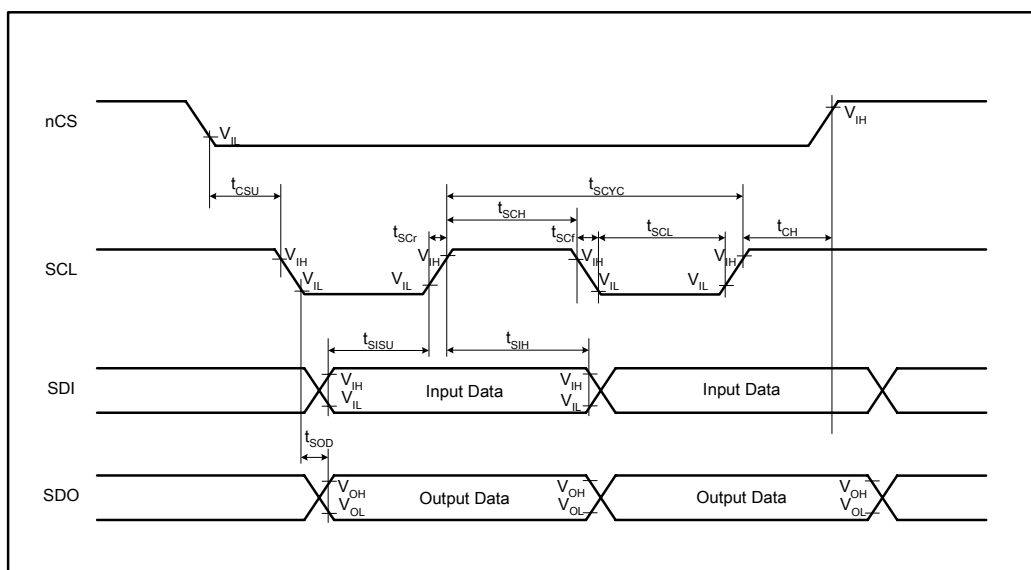 nCS
V_IL
V_IH
t_CSU
t_SCYC
t_SCH
t_SCr
t_SCf
t_SCL
t_CH
SCL
V_IH
V_IL
V_IL
V_IH
V_IH
V_IL
V_IL
V_IH
t_SISU
t_SIH
SDI
V_IH
V_IL
Input Data
V_IH
V_IL
Input Data
t_SOD
SDO
V_OH
V_OL
Output Data
V_OH
V_OL
Output Data
V_OH
V_OL